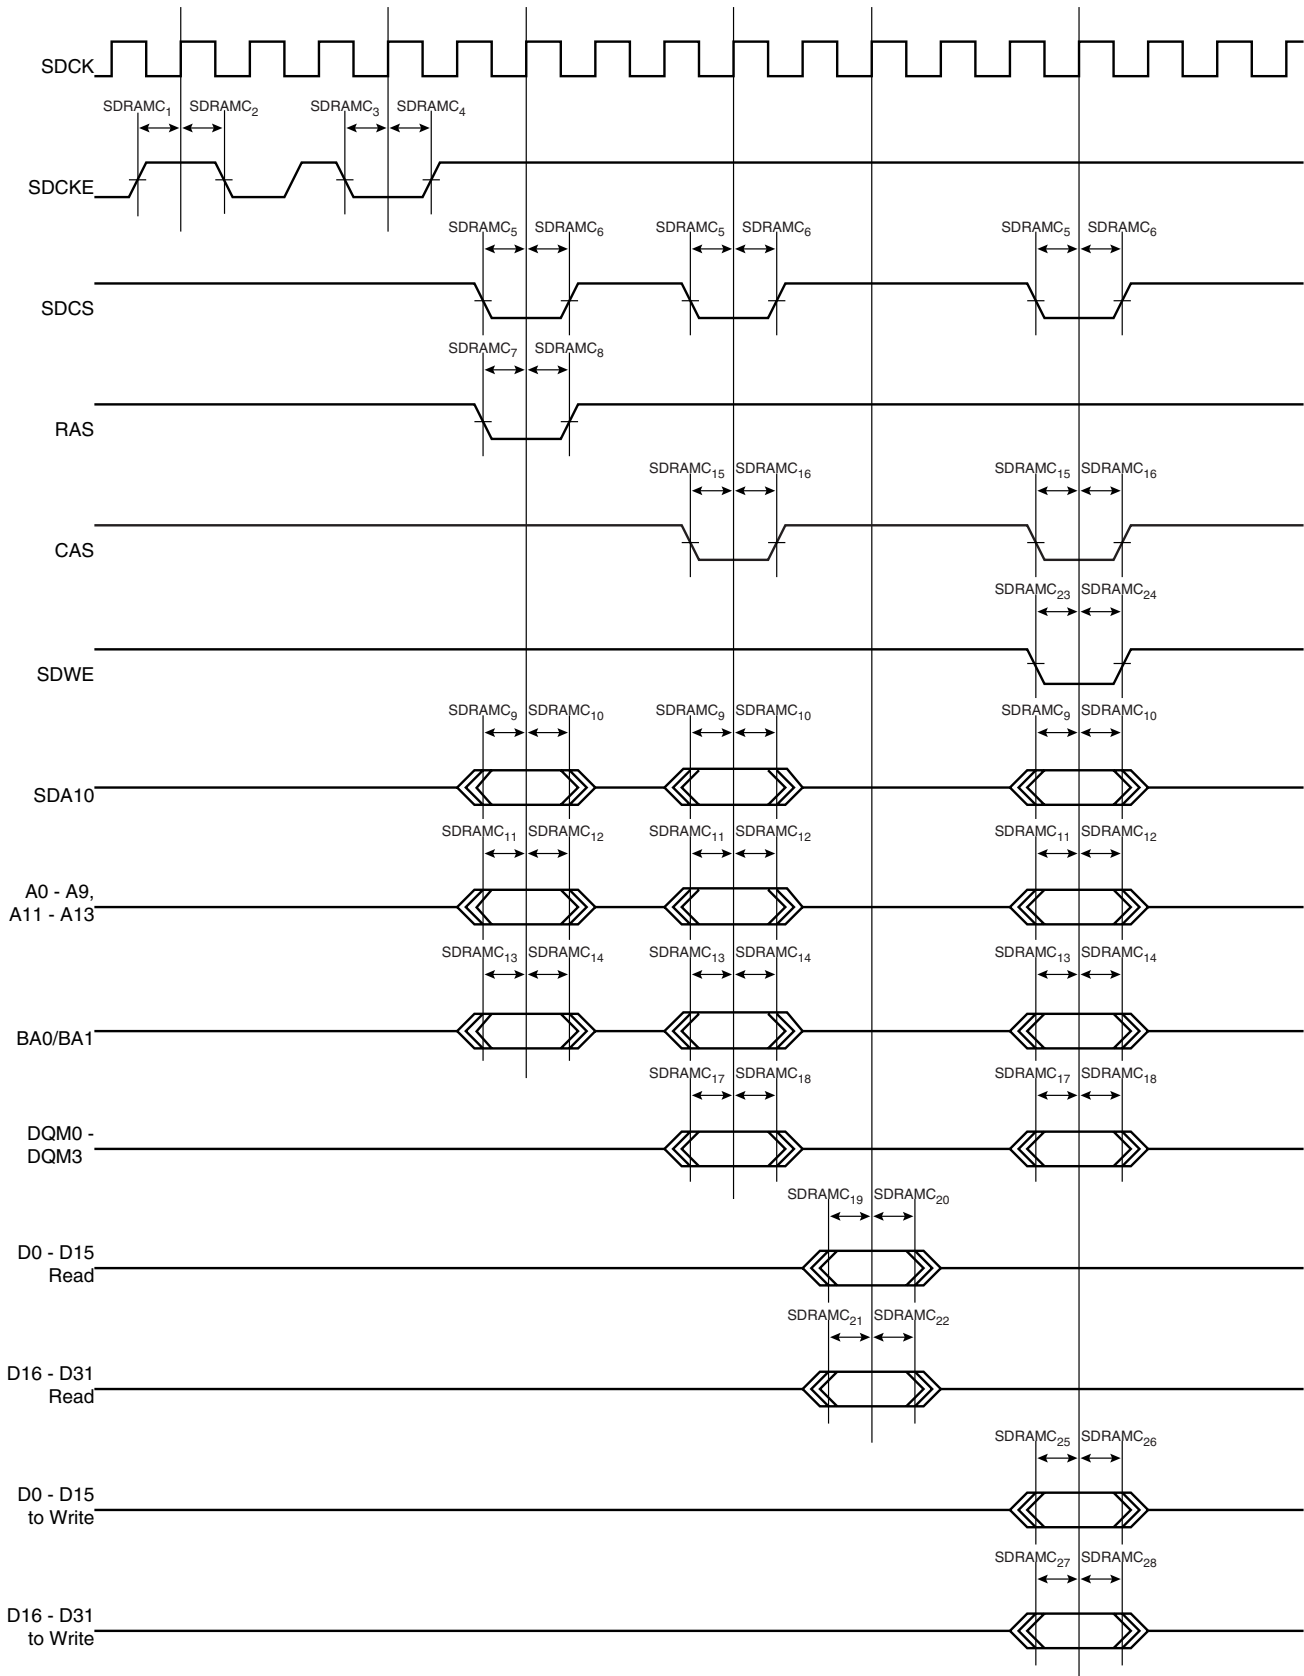 SDCK
SDRAMC1 SDRAMC2 SDRAMC3 SDRAMC4
SDCKE
SDRAMC5 SDRAMC6 SDRAMC5 SDRAMC6 SDRAMC5 SDRAMC6
SDCS
SDRAMC7 SDRAMC8
RAS
SDRAMC15 SDRAMC16 SDRAMC15 SDRAMC16
CAS
SDRAMC23 SDRAMC24
SDWE
SDRAMC9 SDRAMC10 SDRAMC9 SDRAMC10 SDRAMC9 SDRAMC10
SDA10
SDRAMC11 SDRAMC12 SDRAMC11 SDRAMC12 SDRAMC11 SDRAMC12
A0 - A9,
A11 - A13
SDRAMC13 SDRAMC14 SDRAMC13 SDRAMC14 SDRAMC13 SDRAMC14
BA0/BA1
SDRAMC17 SDRAMC18 SDRAMC17 SDRAMC18
DQM0 -
DQM3
SDRAMC19 SDRAMC20
D0 - D15
Read
SDRAMC21 SDRAMC22
D16 - D31
Read
SDRAMC25 SDRAMC26
D0 - D15
to Write
SDRAMC27 SDRAMC28
D16 - D31
to Write